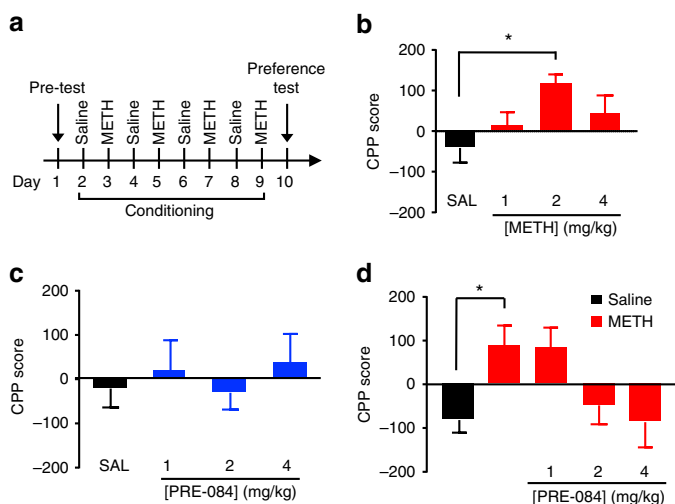 a
Pre-test
Saline
METH
Saline
METH
Saline
METH
Saline
METH
Preference
test
Day 1 2 3 4 5 6 7 8 9 10
Conditioning
b
CPP score
200
100
0
−100
−200
*
SAL 1 2 4
[METH] (mg/kg)
c
CPP score
200
100
0
−100
−200
SAL 1 2 4
[PRE-084] (mg/kg)
d
CPP score
200
100
0
−100
−200
*
Saline
METH
1 2 4
[PRE-084] (mg/kg)